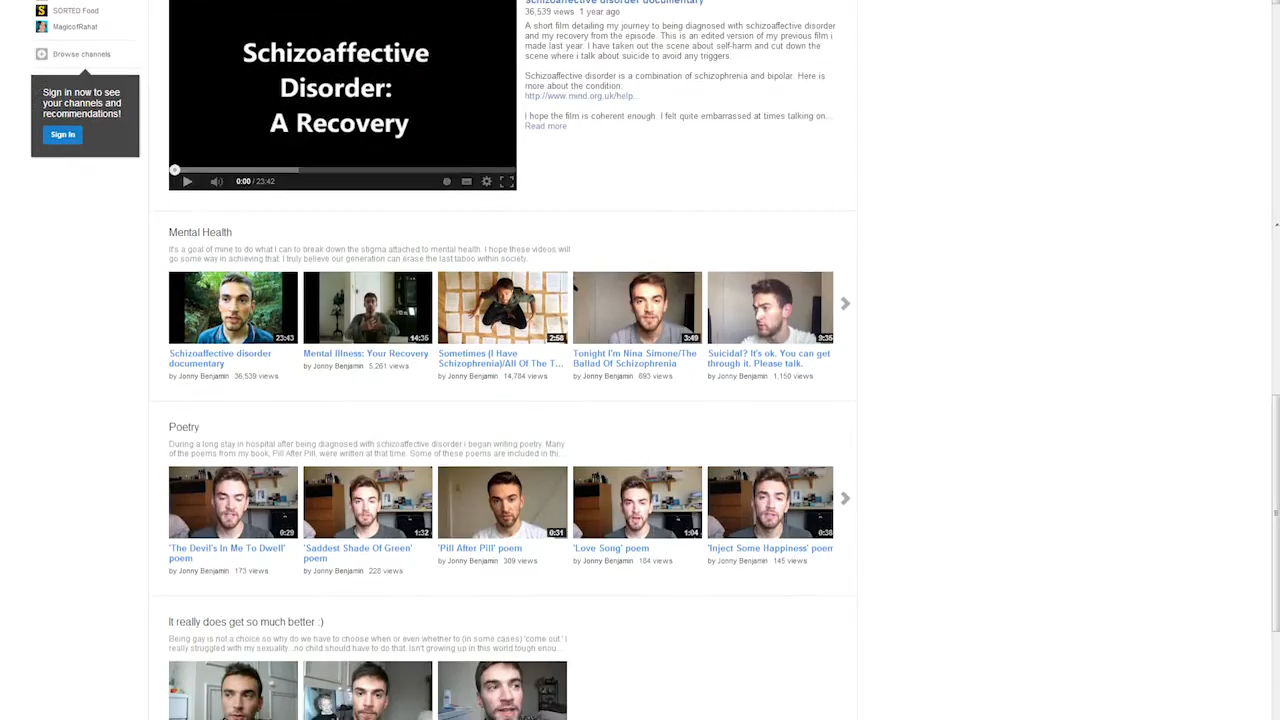 SORTED Food
MagicofRahat
Browse channels
Sign in now to see
your channels and
recommendations!
Sign In
Schizoaffective
Disorder:
A Recovery
0:00 / 23:42
Schizoaffective disorder documentary
36,539 views 1 year ago
A short film detailing my journey to being diagnosed with schizoaffective disorder
and my recovery from the episode. This is an edited version of my previous film i
made last year. I have taken out the scene about self-harm and cut down the
scene where i talk about suicide to avoid any triggers.
Schizoaffective disorder is a combination of schizophrenia and bipolar. Here is
more about the condition:
http://www.mind.org.uk/help...
I hope the film is coherent enough. I felt quite embarrassed at times talking on...
Read more
Mental Health
It's a goal of mine to do what I can to break down the stigma attached to mental health. I hope these videos will
go some way in achieving that. I truly believe our generation can erase the last taboo within society.
23:43
14:35
2:58
3:49
9:35
Schizoaffective disorder
documentary
by Jonny Benjamin 36,539 views
Mental Illness: Your Recovery
by Jonny Benjamin 5,261 views
Sometimes (I Have
Schizophrenia)/All Of The T...
by Jonny Benjamin 14,784 views
Tonight I'm Nina Simone/The
Ballad Of Schizophrenia
by Jonny Benjamin 693 views
Suicidal? It's ok. You can get
through it. Please talk.
by Jonny Benjamin 1,150 views
Poetry
During a long stay in hospital after being diagnosed with schizoaffective disorder i began writing poetry. Many
of the poems from my book, Pill After Pill, were written at that time. Some of these poems are included in thi...
0:29
1:32
0:31
1:04
0:38
'The Devil's In Me To Dwell'
poem
by Jonny Benjamin 173 views
'Saddest Shade Of Green'
poem
by Jonny Benjamin 228 views
'Pill After Pill' poem
by Jonny Benjamin 309 views
'Love Song' poem
by Jonny Benjamin 184 views
'Inject Some Happiness' poem
by Jonny Benjamin 145 views
It really does get so much better :)
Being gay is not a choice so why do we have to choose when or even whether to (in some cases) 'come out.' I
really struggled with my sexuality...no child should have to do that. Isn't growing up in this world tough enou...